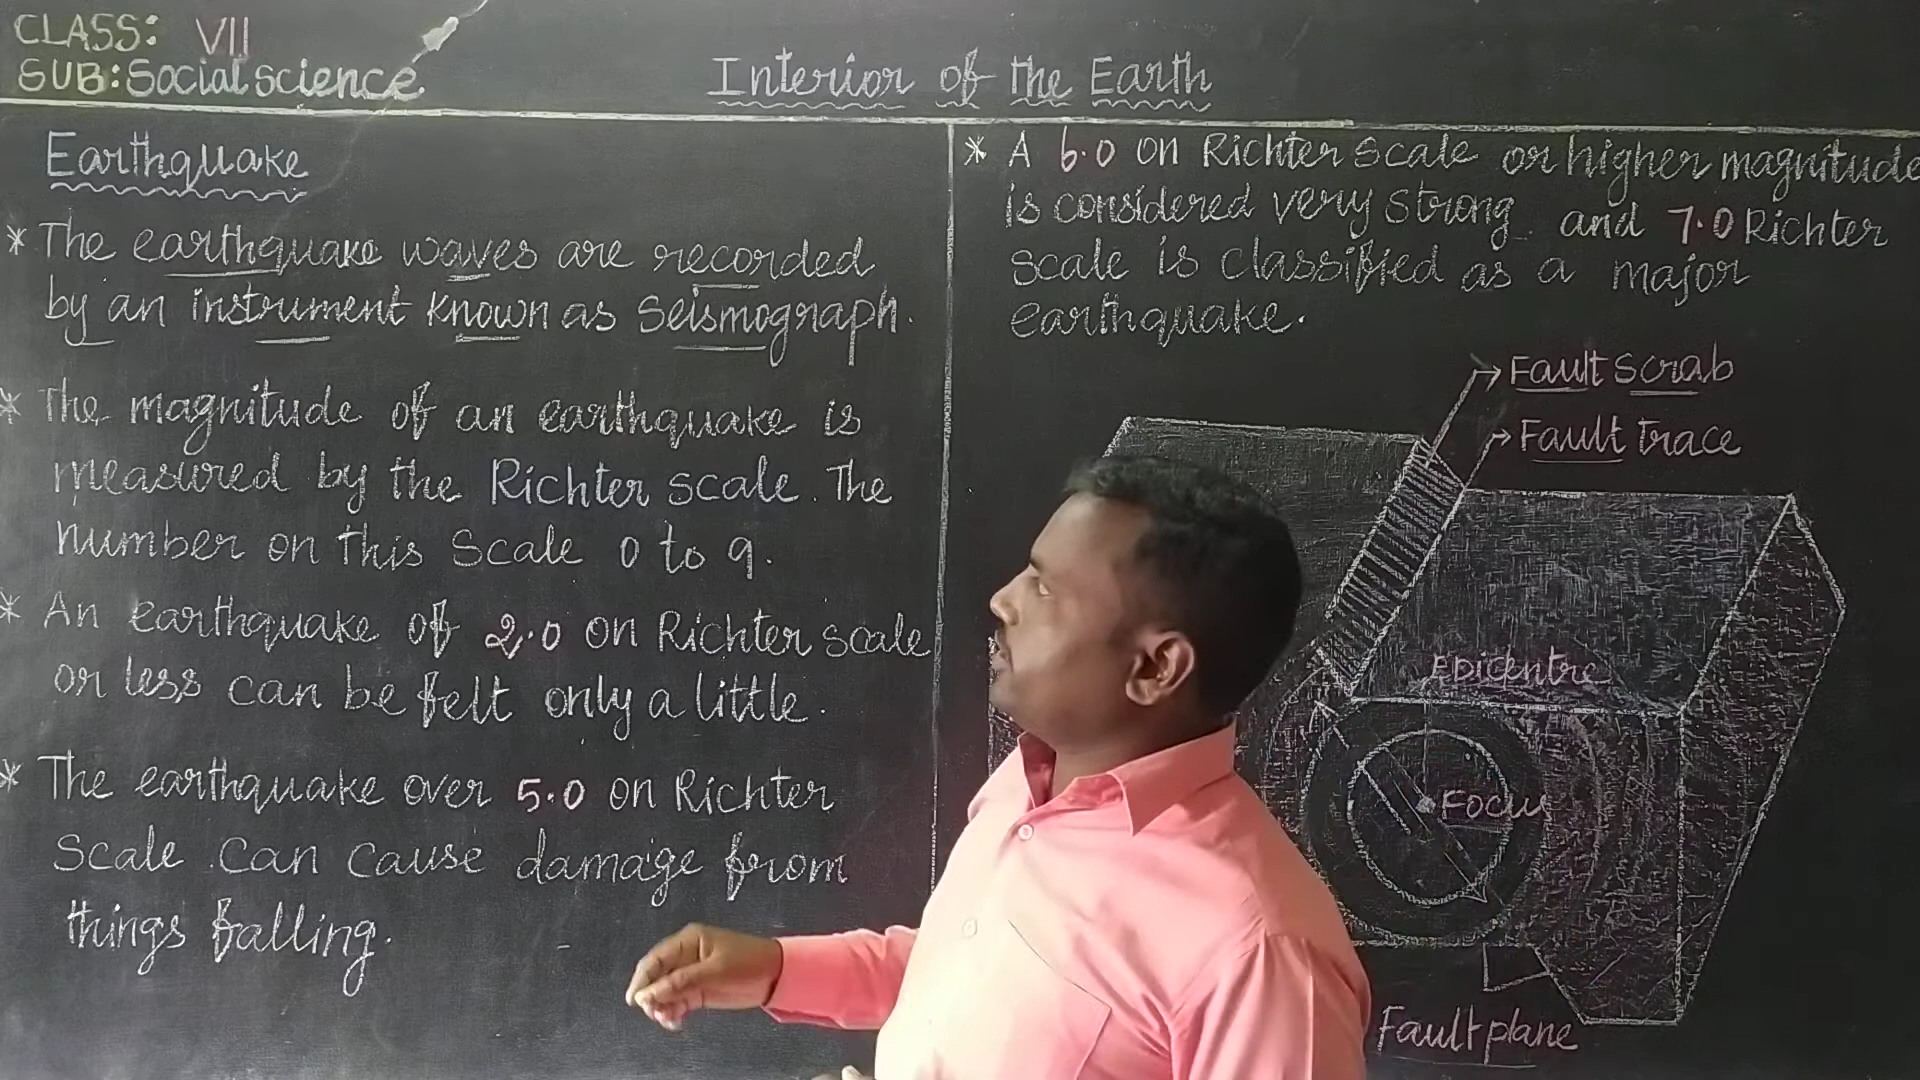 CLASS: VII
SUB: Social science
Interior of the Earth
Earthquake
* The earthquake waves are recorded
by an instrument known as Seismograph.
* The magnitude of an earthquake is
measured by the Richter scale. The
number on this Scale 0 to 9.
* An earthquake of 2.0 on Richter scale
or less can be felt only a little.
* The earthquake over 5.0 on Richter
Scale can cause damage from
things falling.
* A 6.0 on Richter scale or higher magnitude
is considered very strong and 7.0 Richter
scale is classified as a major
earthquake.
Fault scrab
Fault trace
Epicentre
Focus
Fault plane